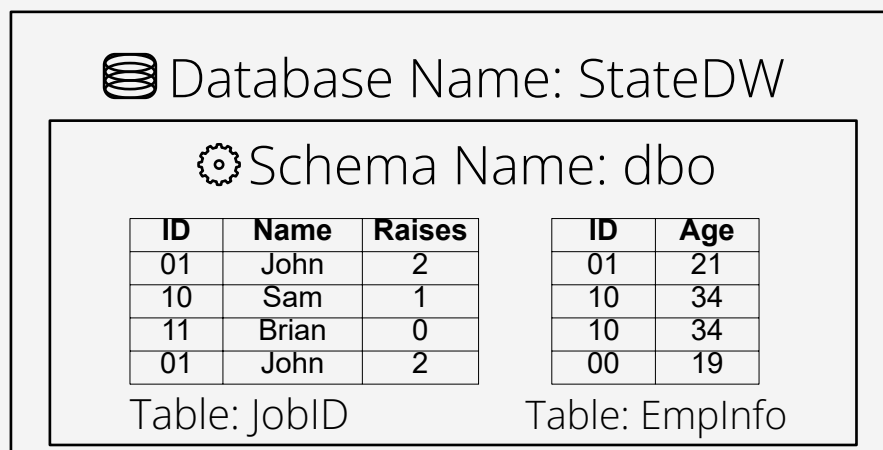 Database Name: StateDW
Schema Name: dbo
ID Name Raises
01 John 2
10 Sam 1
11 Brian 0
01 John 2
Table: JobID
ID Age
01 21
10 34
10 34
00 19
Table: EmpInfo